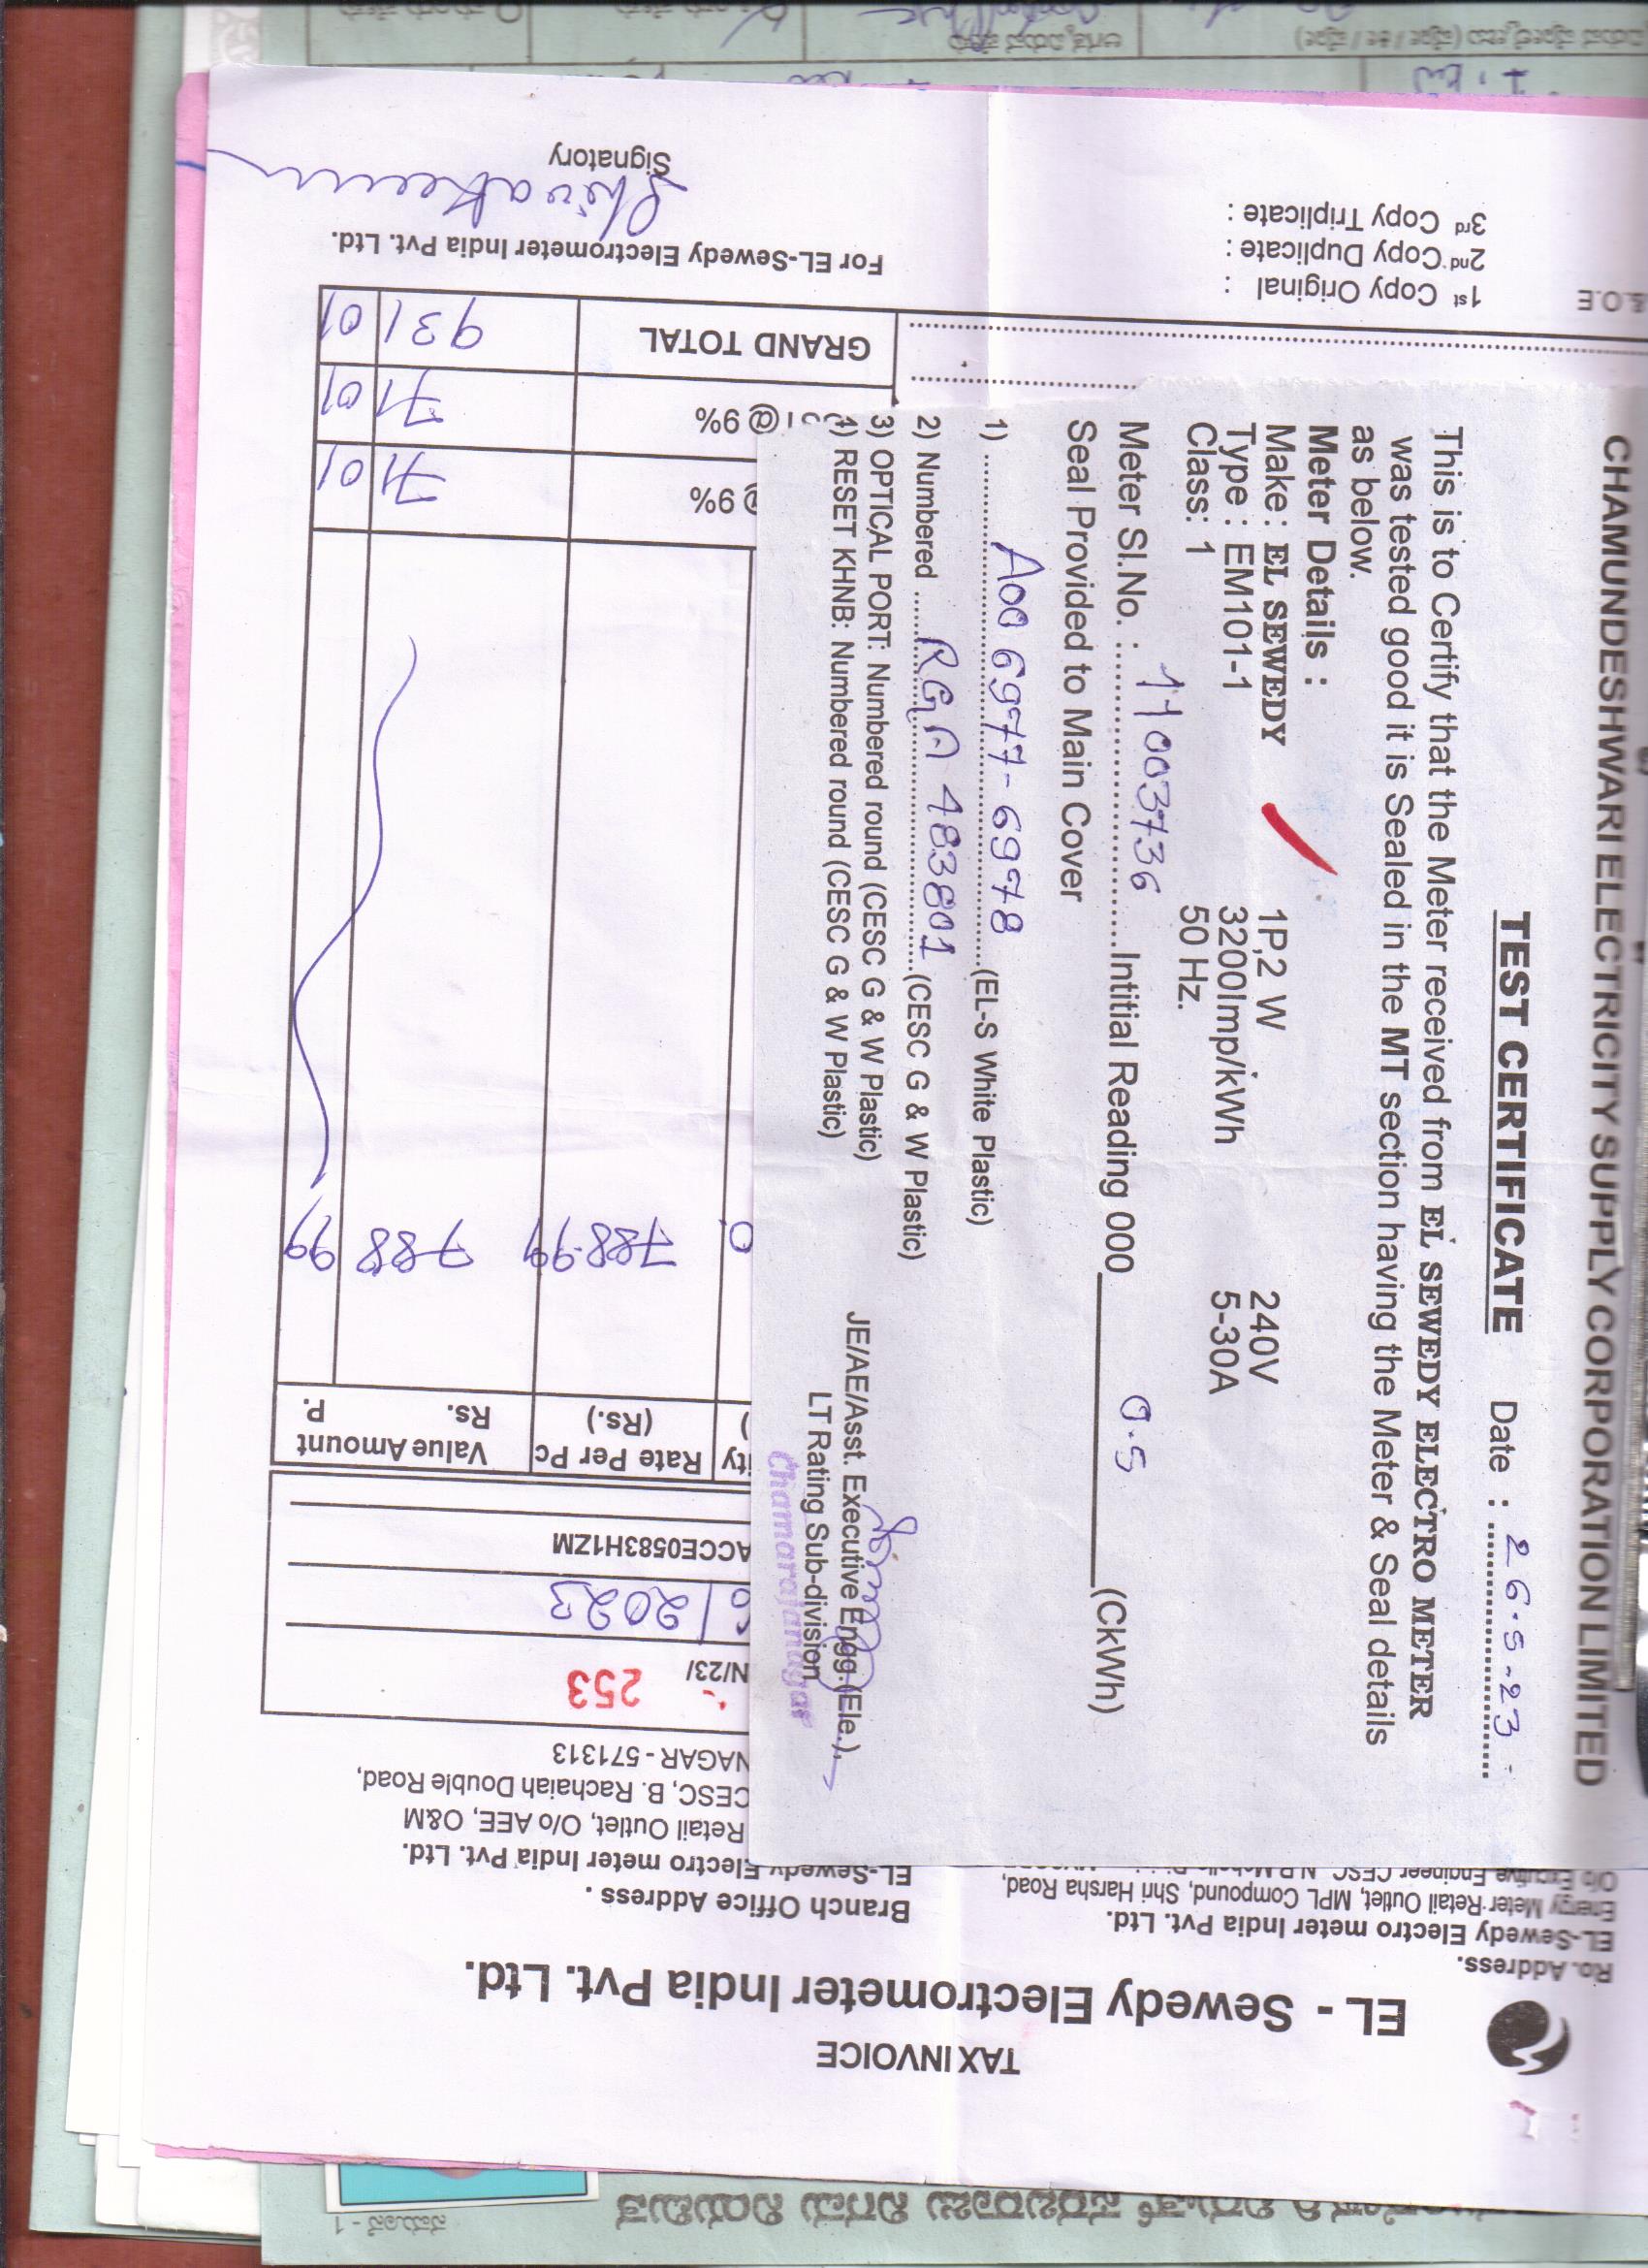 CHAMUNDESHWARI ELECTRICITY SUPPLY CORPORATION LIMITED
TEST CERTIFICATE Date : 26-5-23
This is to Certify that the Meter received from EL SEWEDY ELECTRO METER
was tested good it is Sealed in the MT section having the Meter & Seal details
as below.
Meter Details :
Make: EL SEWEDY 1P,2 W 240V
Type : EM101-1 3200Imp/kWh 5-30A
Class: 1 50 Hz.
Meter Sl.No. : 11003736 Intitial Reading 000 0.5 (CkWh)
Seal Provided to Main Cover
1) A00 6977-6978 (EL-S White Plastic)
2) Numbered RGA 483801 (CESC G & W Plastic)
3) OPTICAL PORT: Numbered round (CESC G & W Plastic)
4) RESET KHNB: Numbered round (CESC G & W Plastic)
JE/AE/Asst. Executive Engg (Ele.),
LT Rating Sub-division
Chamarajanagar
TAX INVOICE
EL - Sewedy Electrometer India Pvt. Ltd.
Ro. Address.
EL-Sewedy Electro meter India Pvt. Ltd.
Energy Meter Retail Outlet, MPL Compound, Shri Harsha Road,
Branch Office Address .
EL-Sewedy Electro meter India Pvt. Ltd.
Retail Outlet, O/o AEE, O&M
CESC, B. Rachaiah Double Road,
NAGAR - 571313
N/23/ 253
/2023
ACCE0583H1ZM
ity Rate Per Pc (Rs.) Value Amount Rs. P.
788.99 788 99
@ 9% 71 01
@ 9% 71 01
GRAND TOTAL 931 01
For EL-Sewedy Electrometer India Pvt. Ltd.
Signatory
1st Copy Original :
2nd Copy Duplicate :
3rd Copy Triplicate :